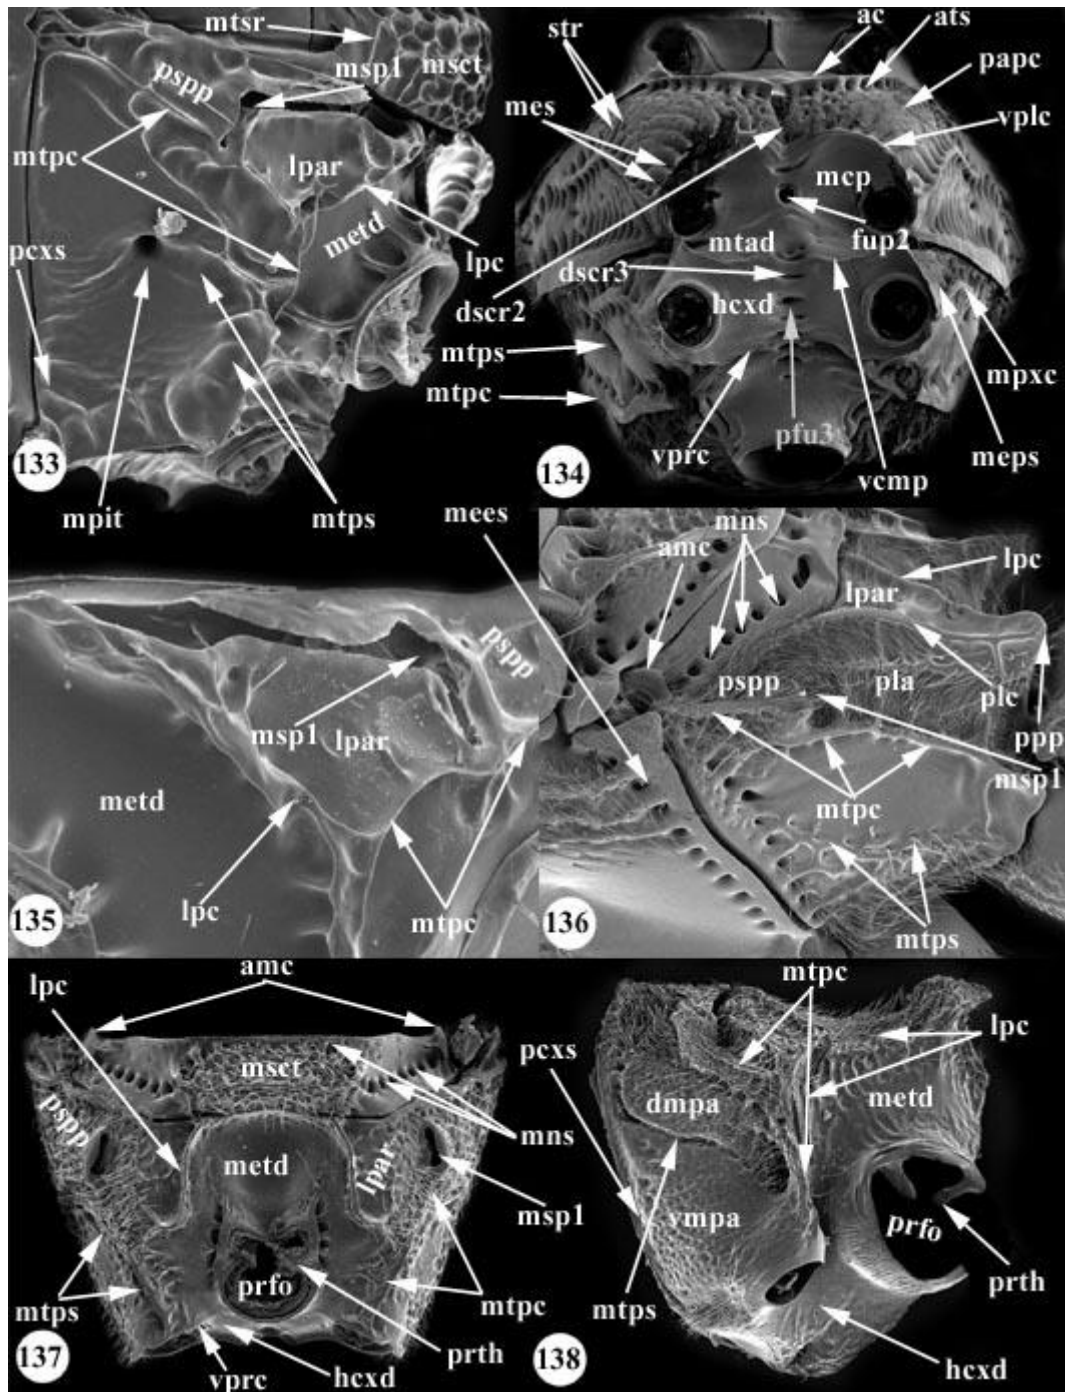 mtsr
msp1
msct
pspp
mtpc
lpar
metd
lpc
pcxs
133
mpit
mtps
ac
ats
str
papc
mes
vplc
mcp
mtad
fup2
dscr3
dscr2
hcxd
mtps
mtpc
mpxc
pfu3
vprc
meps
134
vcmp
pspp
msp1
lpar
metd
lpc
mtpc
135
mees
mns
amc
lpc
lpar
pspp
pla
plc
ppp
msp1
mtpc
136
mtps
amc
lpc
msct
pspp
mns
metd
lpar
msp1
prfo
mtps
mtpc
137
vprc
hcxd
prth
mtpc
lpc
pcxs
metd
dmpa
vmpa
prfo
prth
mtps
138
hcxd